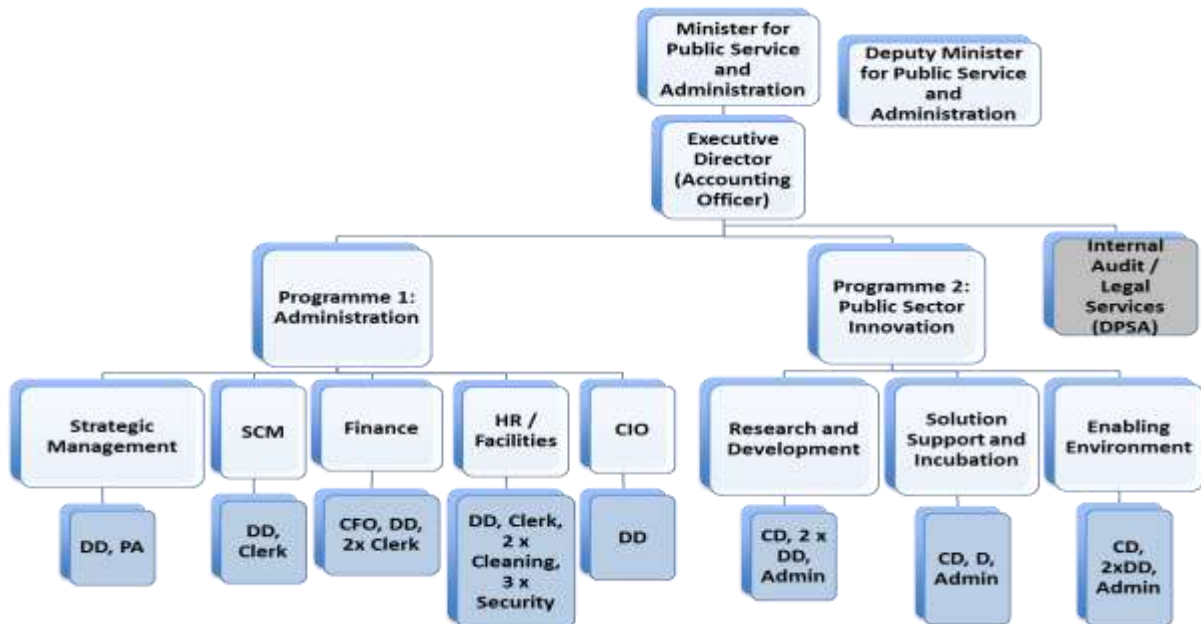 Minister for
Public Service
and
Administration
Deputy Minister
for Public Service
and
Administration
Executive
Director
(Accounting
Officer)
Programme 1:
Administration
Programme 2:
Public Sector
Innovation
Internal
Audit /
Legal
Services
(DPSA)
Strategic
Management
SCM
Finance
HR /
Facilities
CIO
Research and
Development
Solution
Support and
Incubation
Enabling
Environment
DD, PA
DD,
Clerk
CFO, DD,
2x Clerk
DD, Clerk,
2 x
Cleaning,
3 x
Security
DD
CD, 2 x
DD,
Admin
CD, D,
Admin
CD,
2xDD,
Admin